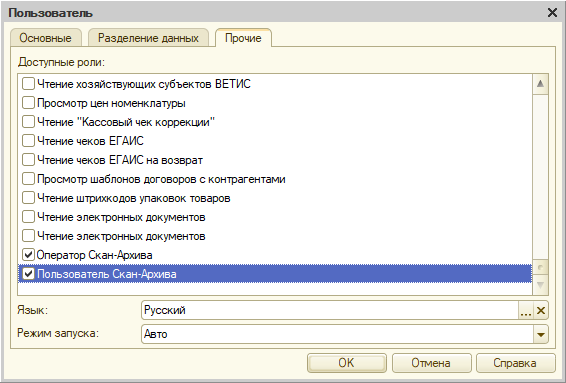 Пользователь
Основные Разделение данных Прочие
Доступные роли:
Чтение хозяйствующих субъектов ВЕТИС
Просмотр цен номенклатуры
Чтение "Кассовый чек коррекции"
Чтение чеков ЕГАИС
Чтение чеков ЕГАИС на возврат
Просмотр шаблонов договоров с контрагентами
Чтение штрихкодов упаковок товаров
Чтение электронных документов
Чтение электронных документов
Оператор Скан-Архива
Пользователь Скан-Архива
Язык: Русский ...
Режим запуска: Авто
OK Отмена Справка